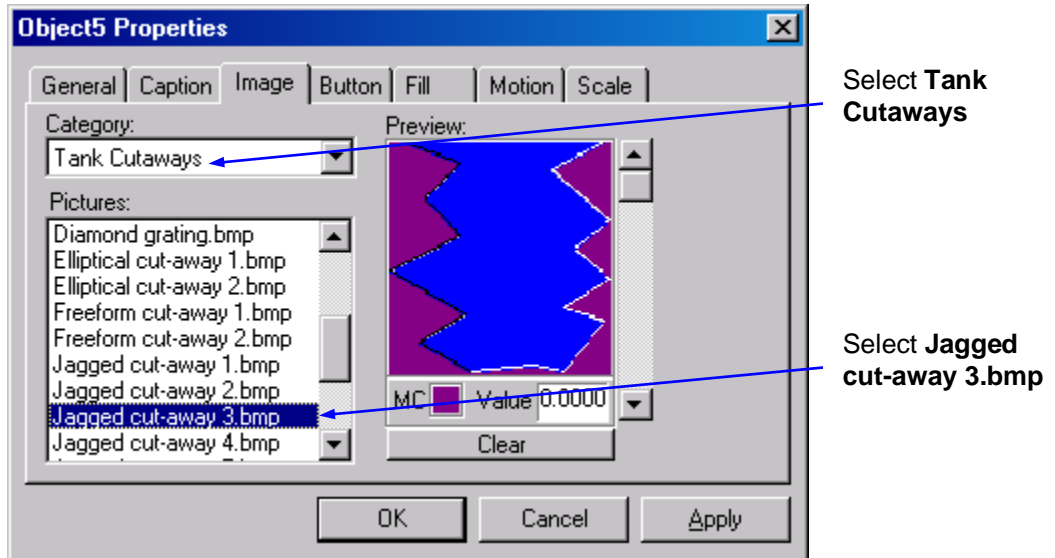 Object5 Properties
General Caption Image Button Fill Motion Scale
Category:
Tank Cutaways
Pictures:
Diamond grating.bmp
Elliptical cut-away 1.bmp
Elliptical cut-away 2.bmp
Freeform cut-away 1.bmp
Freeform cut-away 2.bmp
Jagged cut-away 1.bmp
Jagged cut-away 2.bmp
Jagged cut-away 3.bmp
Jagged cut-away 4.bmp
Preview:
MC Value 0.0000
Clear
OK Cancel Apply
Select Tank
Cutaways
Select Jagged
cut-away 3.bmp